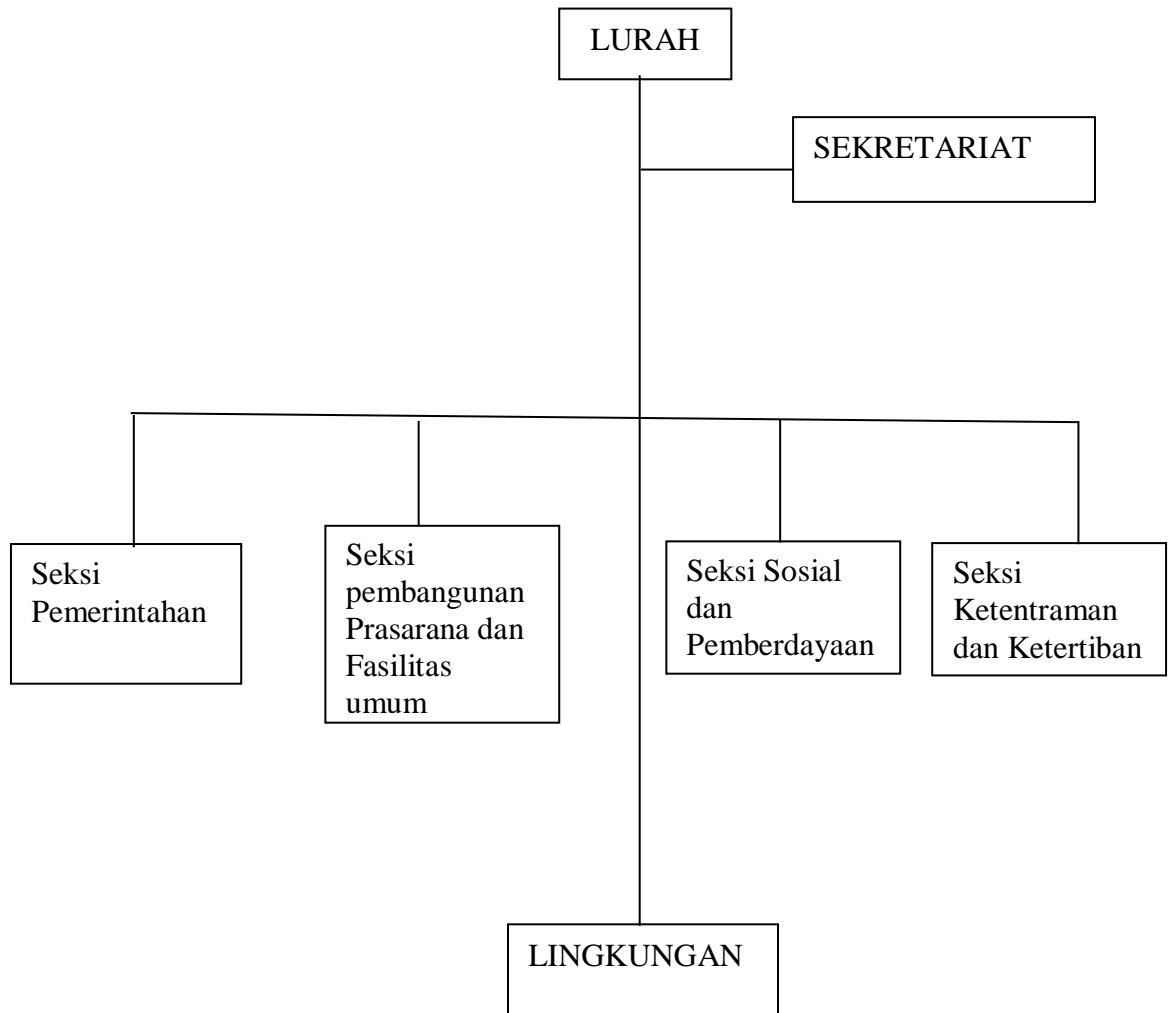 LURAH
SEKRETARIAT
Seksi
Pemerintahan
Seksi
pembangunan
Prasarana dan
Fasilitas
umum
Seksi Sosial
dan
Pemberdayaan
Seksi
Ketentraman
dan Ketertiban
LINGKUNGAN